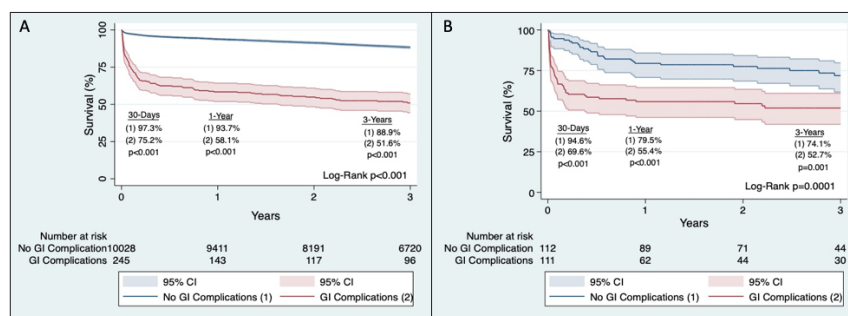 A
Survival (%)
100
75
50
25
0
30-Days
(1) 97.3%
(2) 75.2%
p<0.001
1-Year
(1) 93.7%
(2) 58.1%
p<0.001
3-Years
(1) 88.9%
(2) 51.6%
p<0.001
Log-Rank p<0.001
0 1 2 3
Years
Number at risk
No GI Complication10028 9411 8191 6720
GI Complications 245 143 117 96
95% CI 95% CI
No GI Complications (1) GI Complications (2)
B
Survival (%)
100
75
50
25
0
30-Days
(1) 94.6%
(2) 69.6%
p<0.001
1-Year
(1) 79.5%
(2) 55.4%
p<0.001
3-Years
(1) 74.1%
(2) 52.7%
p=0.001
Log-Rank p=0.0001
0 1 2 3
Years
Number at risk
No GI Complication 112 89 71 44
GI Complications 111 62 44 30
95% CI 95% CI
No GI Complications (1) GI Complications (2)